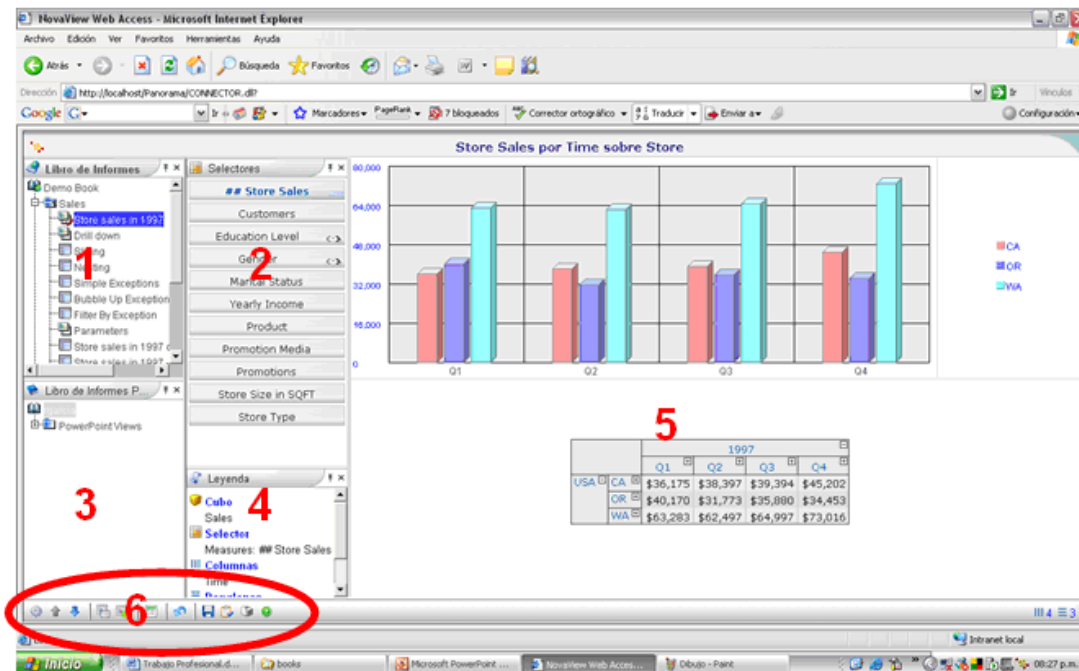 NovaView Web Access - Microsoft Internet Explorer
Archivo Edición Ver Favoritos Herramientas Ayuda
Atrás Búsqueda Favoritos
Dirección http://localhost/Panorama/CONNECTOR.dll? Ir Vínculos
Google G Ir Marcadores PageRank 7 bloqueados Corrector ortográfico Traducir Enviar a Configuración
Store Sales por Time sobre Store
Libro de Informes
Demo Book
Sales
Store sales in 1997
Drill down
Slicing
Nesting
Simple Exceptions
Bubble Up Exception
Filter By Exception
Parameters
Store sales in 1997 c
Store sales in 1997
1
Libro de Informes P...
PowerPoint Views
3
Selectores
## Store Sales
Customers
Education Level
Gender
Marital Status
Yearly Income
Product
Promotion Media
Promotions
Store Size in SQFT
Store Type
2
Leyenda
Cubo
Sales
Selector
Measures: ## Store Sales
Columnas
Time
4
80,000
64,000
48,000
32,000
16,000
0
Q1 Q2 Q3 Q4
CA
OR
WA
5
1997
Q1 Q2 Q3 Q4
USA CA $36,175 $38,397 $39,394 $45,202
OR $40,170 $31,773 $35,880 $34,453
WA $63,283 $62,497 $64,997 $73,016
6
4 3
Intranet local
Inicio Trabajo Profesional.d... books Microsoft PowerPoint ... NovaView Web Acces... Dibujo - Paint 08:27 p.m.